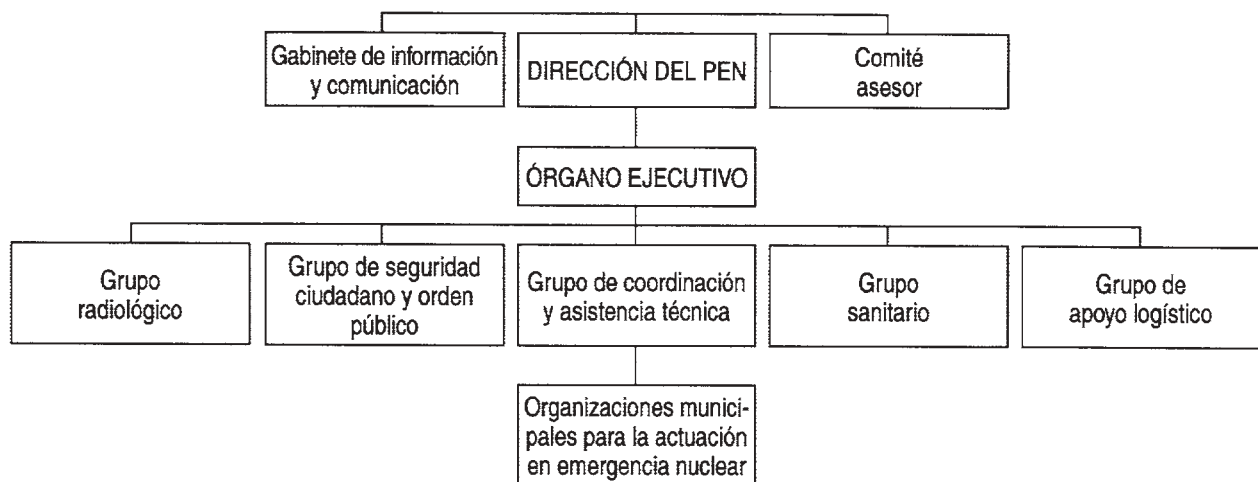 Gabinete de información
y comunicación
DIRECCIÓN DEL PEN
Comité
asesor
ÓRGANO EJECUTIVO
Grupo
radiológico
Grupo de seguridad
ciudadano y orden
público
Grupo de coordinación
y asistencia técnica
Grupo
sanitario
Grupo de
apoyo logístico
Organizaciones munici-
pales para la actuación
en emergencia nuclear